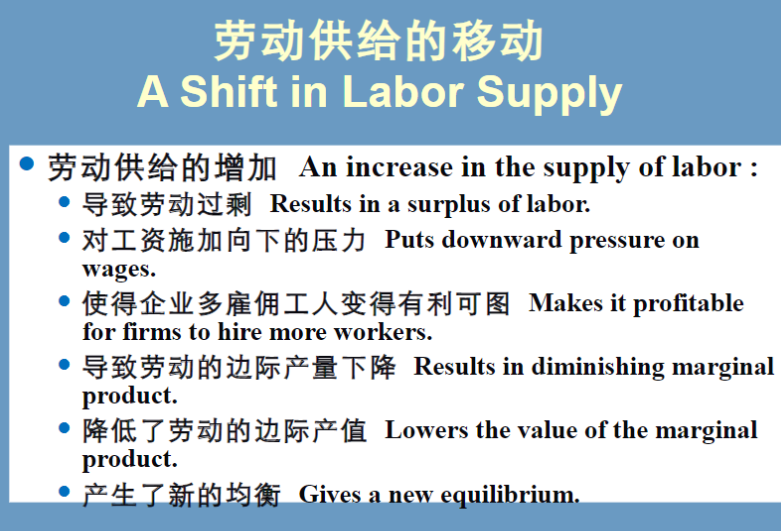 劳动供给的移动
A Shift in Labor Supply
• 劳动供给的增加 An increase in the supply of labor :
• 导致劳动过剩 Results in a surplus of labor.
• 对工资施加向下的压力 Puts downward pressure on
wages.
• 使得企业多雇佣工人变得有利可图 Makes it profitable
for firms to hire more workers.
• 导致劳动的边际产量下降 Results in diminishing marginal
product.
• 降低了劳动的边际产值 Lowers the value of the marginal
product.
• 产生了新的均衡 Gives a new equilibrium.